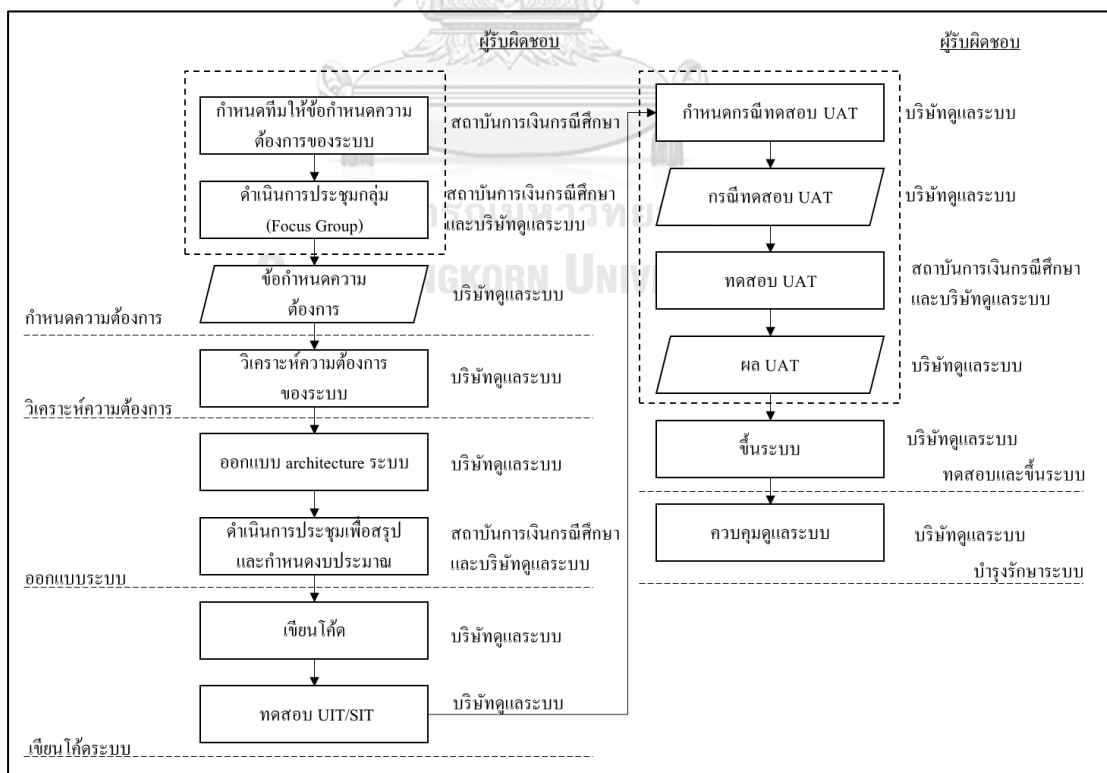 ผู้รับผิดชอบ
กำหนดทีมให้ข้อกำหนดความ
ต้องการของระบบ
สถาบันการเงินกรณีศึกษา
ดำเนินการประชุมกลุ่ม
(Focus Group)
สถาบันการเงินกรณีศึกษา
และบริษัทดูแลระบบ
ข้อกำหนดความ
ต้องการ
บริษัทดูแลระบบ
กำหนดความต้องการ
วิเคราะห์ความต้องการ
ของระบบ
บริษัทดูแลระบบ
วิเคราะห์ความต้องการ
ออกแบบ architecture ระบบ
บริษัทดูแลระบบ
ดำเนินการประชุมเพื่อสรุป
และกำหนดงบประมาณ
สถาบันการเงินกรณีศึกษา
และบริษัทดูแลระบบ
ออกแบบระบบ
เขียนโค้ด
บริษัทดูแลระบบ
ทดสอบ UIT/SIT
บริษัทดูแลระบบ
เขียนโค้ดระบบ
ผู้รับผิดชอบ
กำหนดกรณีทดสอบ UAT
บริษัทดูแลระบบ
กรณีทดสอบ UAT
บริษัทดูแลระบบ
ทดสอบ UAT
สถาบันการเงินกรณีศึกษา
และบริษัทดูแลระบบ
ผล UAT
บริษัทดูแลระบบ
ขึ้นระบบ
บริษัทดูแลระบบ
ทดสอบและขึ้นระบบ
ควบคุมดูแลระบบ
บริษัทดูแลระบบ
บำรุงรักษาระบบ